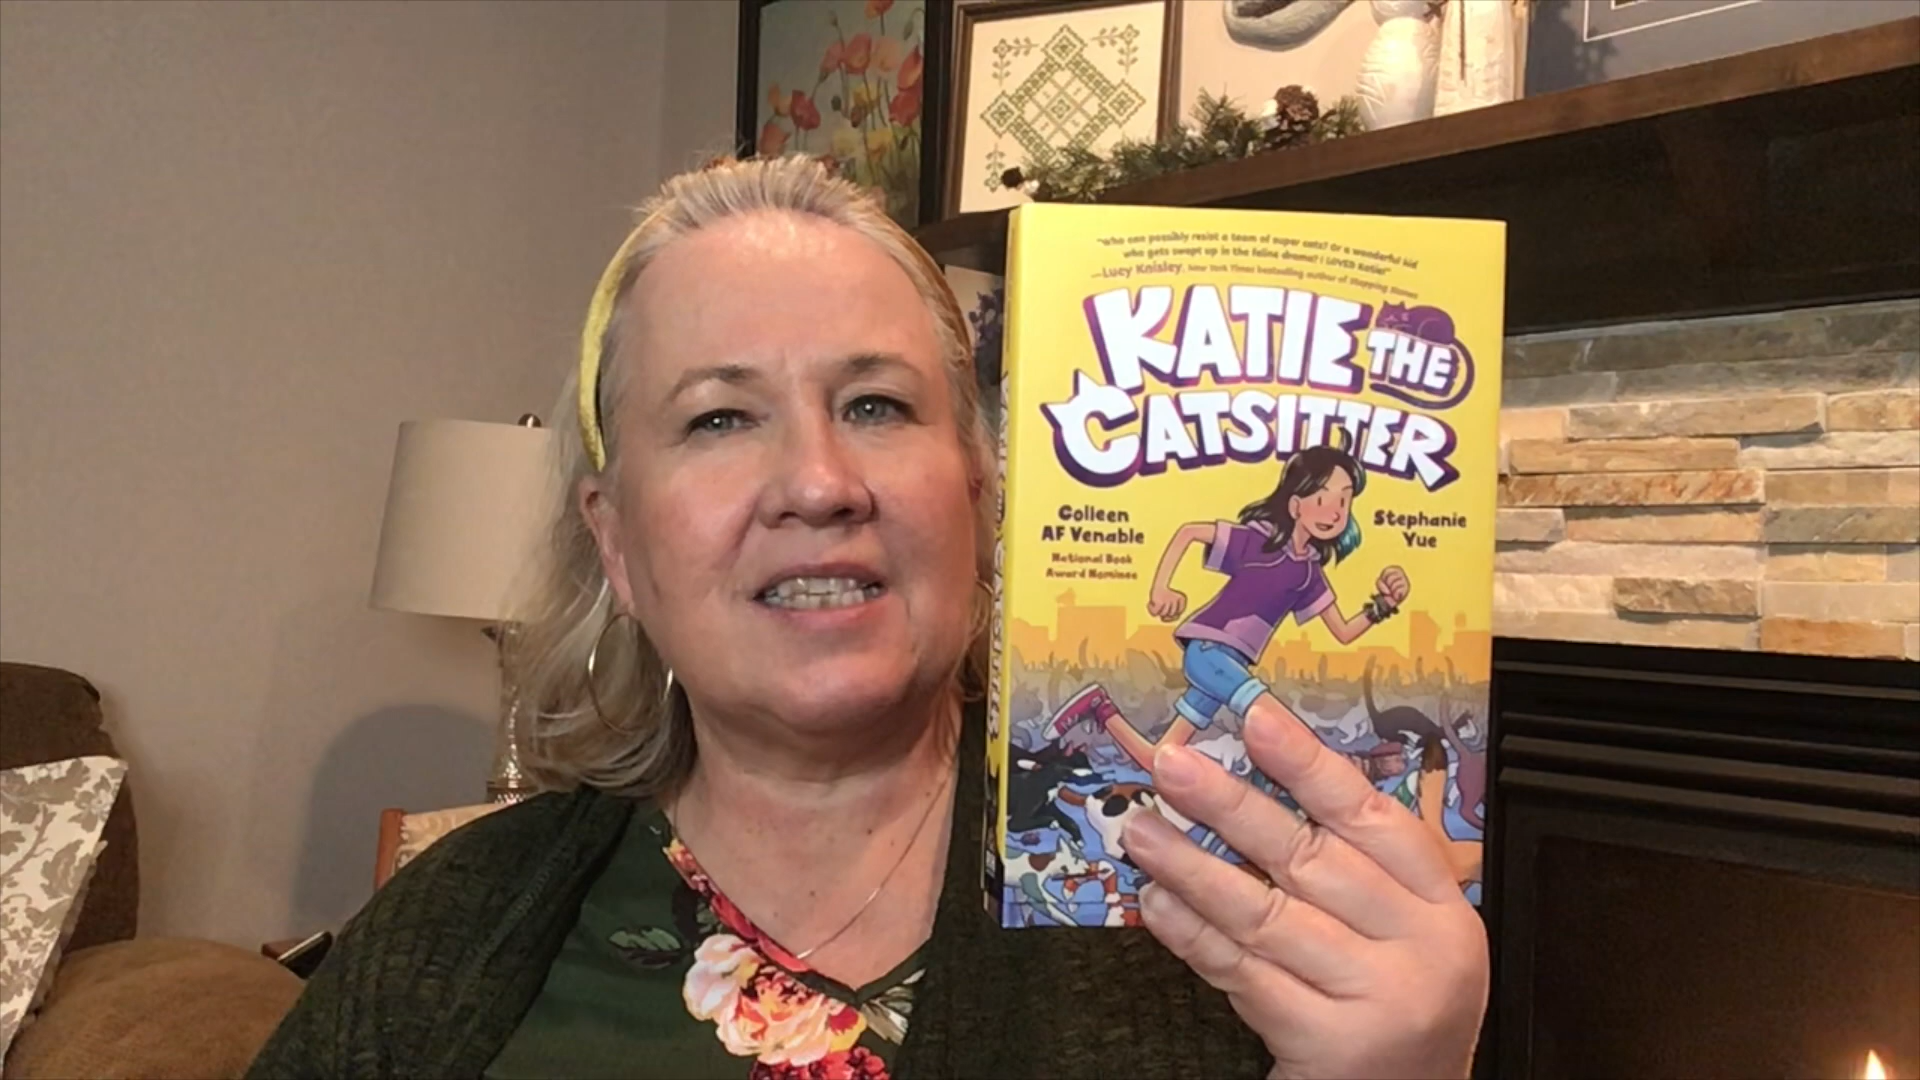 "Who can possibly resist a team of super cats? Or a wonderful kid
who gets swept up in the feline drama? I LOVED Katie!"
—Lucy Knisley, New York Times bestselling author of Stepping Stones
KATIE THE
CATSITTER
Colleen
AF Venable
National Book
Award Nominee
Stephanie
Yue